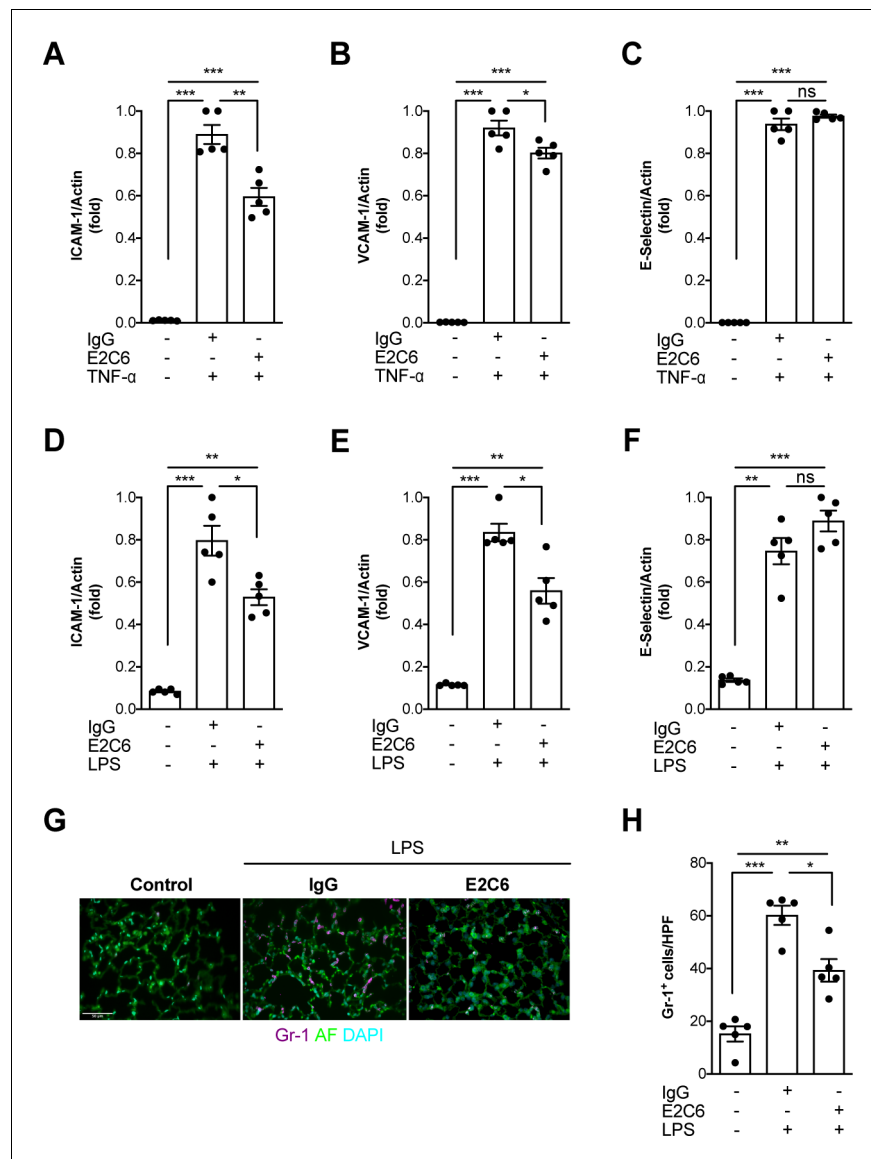 A
B
C
***
***
**
1.0
0.8
0.6
0.4
0.2
0.0
ICAM-1/Actin
(fold)
***
***
*
1.0
0.8
0.6
0.4
0.2
0.0
VCAM-1/Actin
(fold)
***
***
ns
1.0
0.8
0.6
0.4
0.2
0.0
E-Selectin/Actin
(fold)
IgG - + -
E2C6 - - +
TNF-α - + +
IgG - + -
E2C6 - - +
TNF-α - + +
IgG - + -
E2C6 - - +
TNF-α - + +
D
E
F
**
***
*
1.0
0.8
0.6
0.4
0.2
0.0
ICAM-1/Actin
(fold)
**
***
*
1.0
0.8
0.6
0.4
0.2
0.0
VCAM-1/Actin
(fold)
***
**
ns
1.0
0.8
0.6
0.4
0.2
0.0
E-Selectin/Actin
(fold)
IgG - + -
E2C6 - - +
LPS - + +
IgG - + -
E2C6 - - +
LPS - + +
IgG - + -
E2C6 - - +
LPS - + +
G
LPS
Control IgG E2C6
Gr-1 AF DAPI
H
**
***
*
80
60
40
20
0
Gr-1+ cells/HPF
IgG - + -
E2C6 - - +
LPS - + +